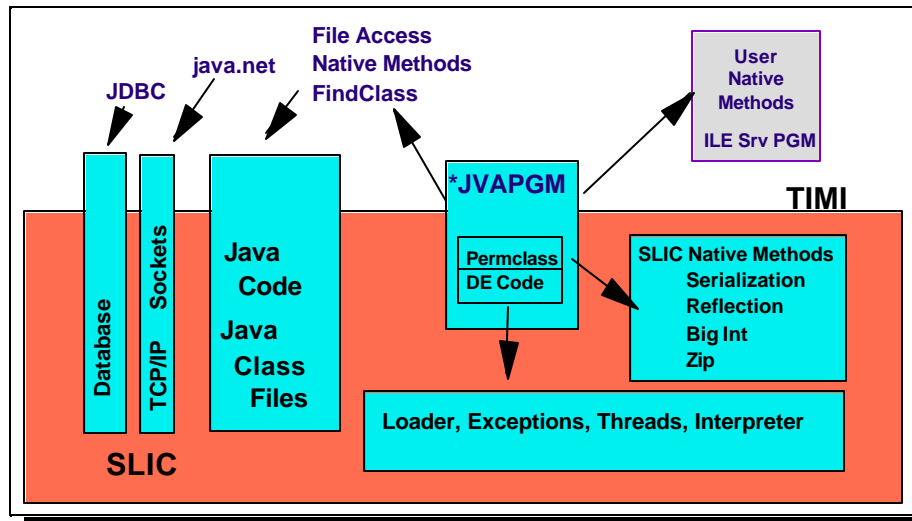 File Access
Native Methods
FindClass
java.net
JDBC
User
Native
Methods
ILE Srv PGM
*JVAPGM
TIMI
Database
TCP/IP Sockets
Java
Code
Java
Class
Files
Permclass
DE Code
SLIC Native Methods
Serialization
Reflection
Big Int
Zip
Loader, Exceptions, Threads, Interpreter
SLIC